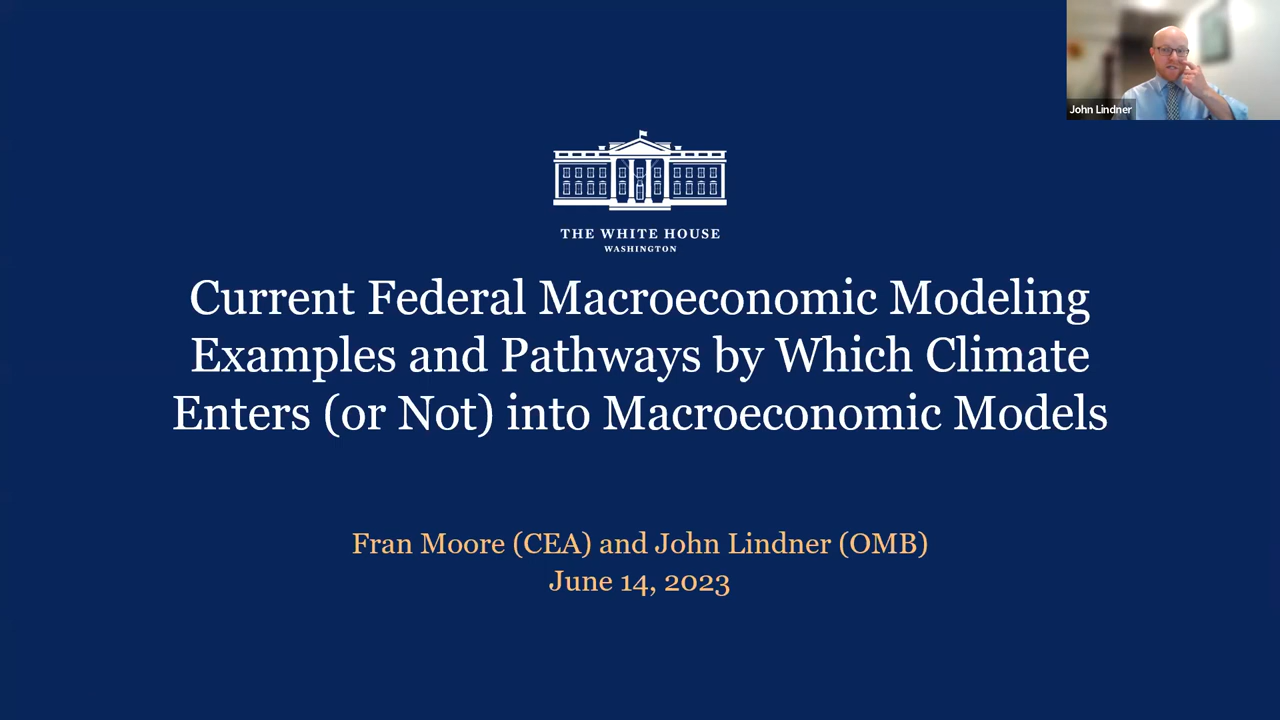 John Lindner
THE WHITE HOUSE
WASHINGTON
Current Federal Macroeconomic Modeling
Examples and Pathways by Which Climate
Enters (or Not) into Macroeconomic Models
Fran Moore (CEA) and John Lindner (OMB)
June 14, 2023